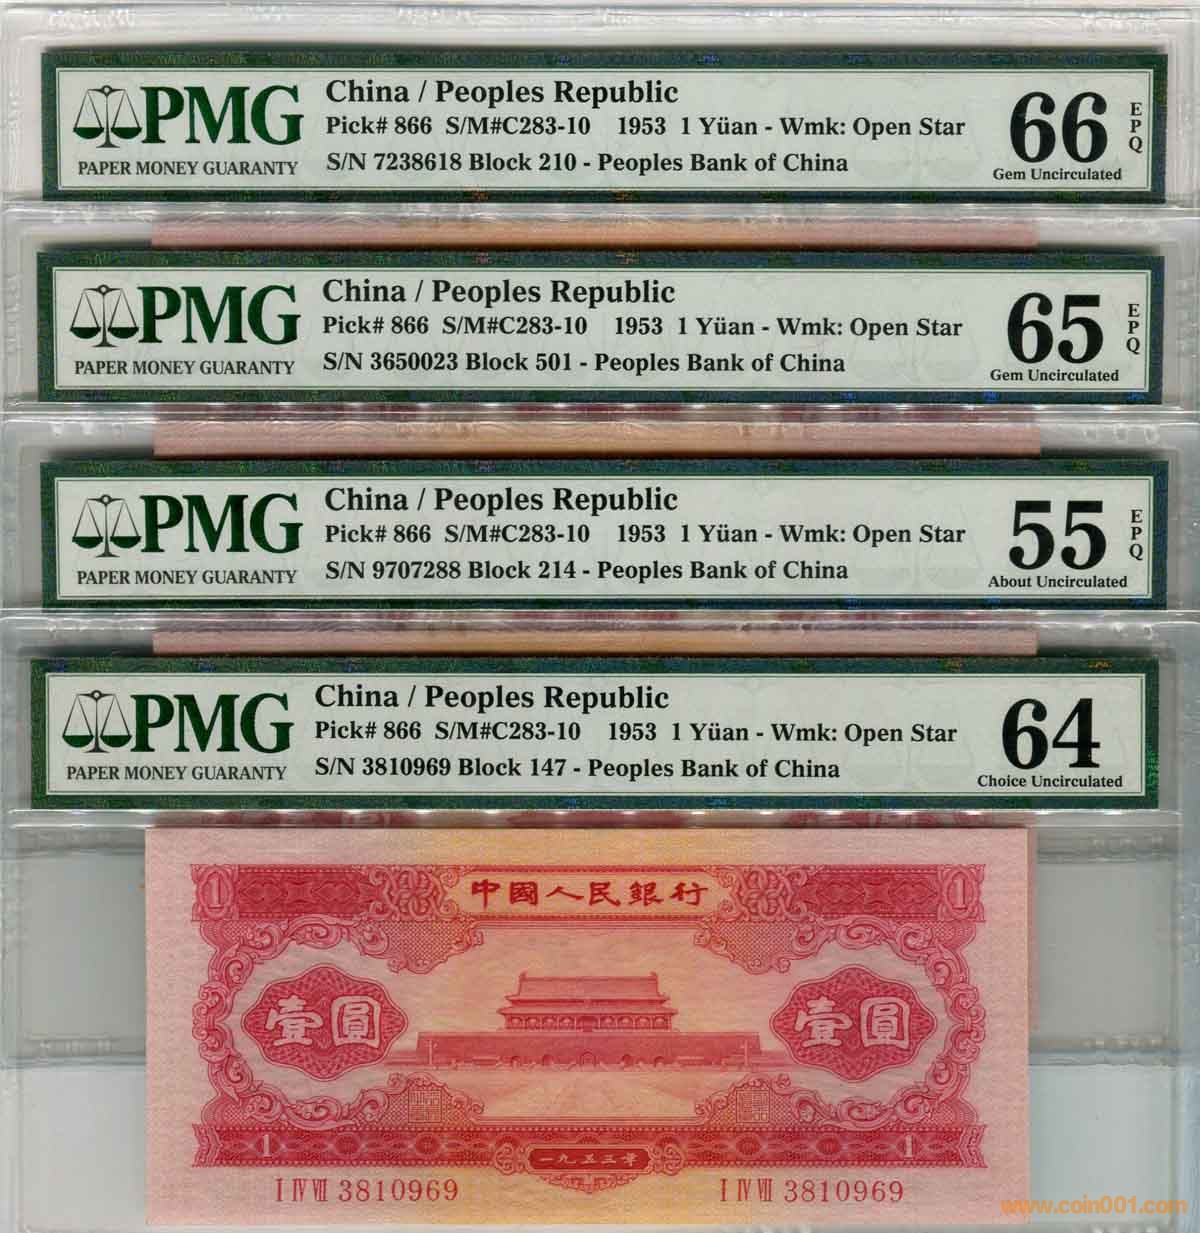 PMG
PAPER MONEY GUARANTY
China / Peoples Republic
Pick# 866 S/M#C283-10 1953 1 Yüan - Wmk: Open Star
S/N 7238618 Block 210 - Peoples Bank of China
66
EPQ
Gem Uncirculated
PMG
PAPER MONEY GUARANTY
China / Peoples Republic
Pick# 866 S/M#C283-10 1953 1 Yüan - Wmk: Open Star
S/N 3650023 Block 501 - Peoples Bank of China
65
EPQ
Gem Uncirculated
PMG
PAPER MONEY GUARANTY
China / Peoples Republic
Pick# 866 S/M#C283-10 1953 1 Yüan - Wmk: Open Star
S/N 9707288 Block 214 - Peoples Bank of China
55
EPQ
About Uncirculated
PMG
PAPER MONEY GUARANTY
China / Peoples Republic
Pick# 866 S/M#C283-10 1953 1 Yüan - Wmk: Open Star
S/N 3810969 Block 147 - Peoples Bank of China
64
Choice Uncirculated
1 中國人民銀行 1
壹圓 壹圓
1 一九五三年 1
I IV VII 3810969 I IV VII 3810969
www.coin001.com